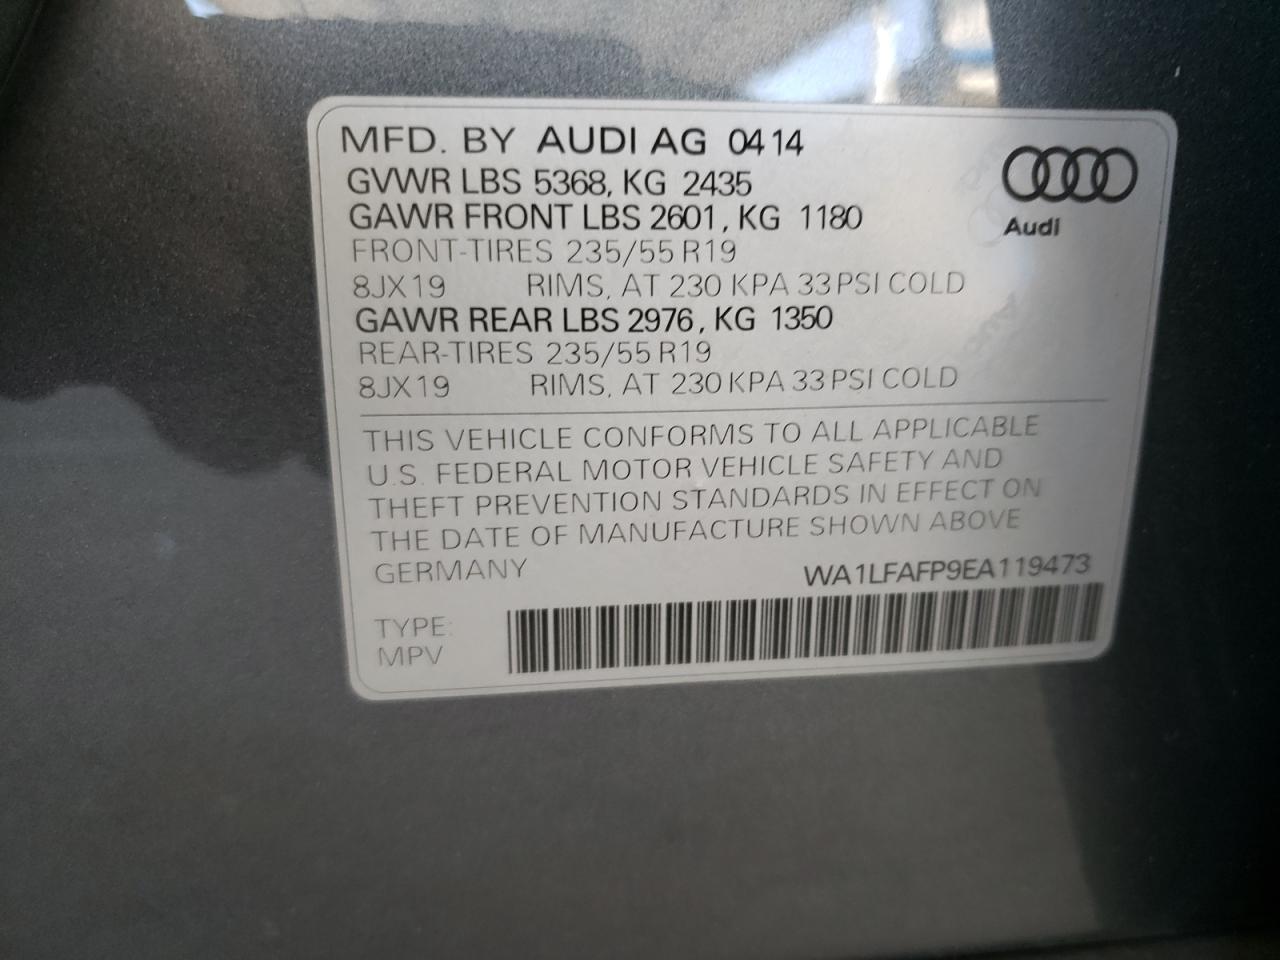 MFD. BY AUDI AG 0414
GVWR LBS 5368, KG 2435
GAWR FRONT LBS 2601, KG 1180
FRONT-TIRES 235/55 R19
8JX19 RIMS, AT 230 KPA 33 PSI COLD
GAWR REAR LBS 2976, KG 1350
REAR-TIRES 235/55 R19
8JX19 RIMS, AT 230 KPA 33 PSI COLD
Audi
THIS VEHICLE CONFORMS TO ALL APPLICABLE
U.S. FEDERAL MOTOR VEHICLE SAFETY AND
THEFT PREVENTION STANDARDS IN EFFECT ON
THE DATE OF MANUFACTURE SHOWN ABOVE
GERMANY WA1LFAFP9EA119473
TYPE:
MPV